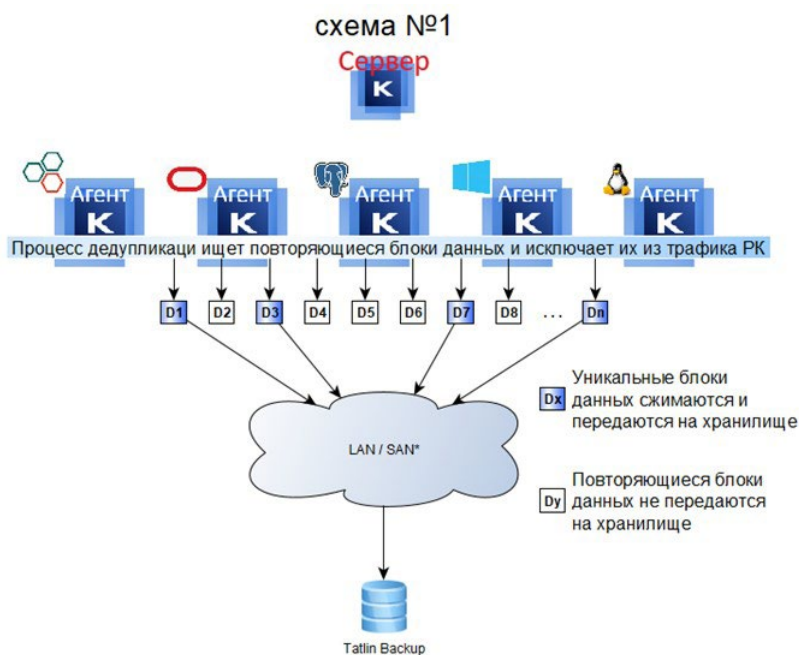 схема №1
Сервер
K
Агент Агент Агент Агент Агент
K K K K K
Процесс дедупликаци ищет повторяющиеся блоки данных и исключает их из трафика РК
D1 D2 D3 D4 D5 D6 D7 D8 ... Dn
Уникальные блоки
Dx данных сжимаются и
передаются на хранилище
LAN / SAN*
Повторяющиеся блоки
Dy данных не передаются
на хранилище
Tatlin Backup